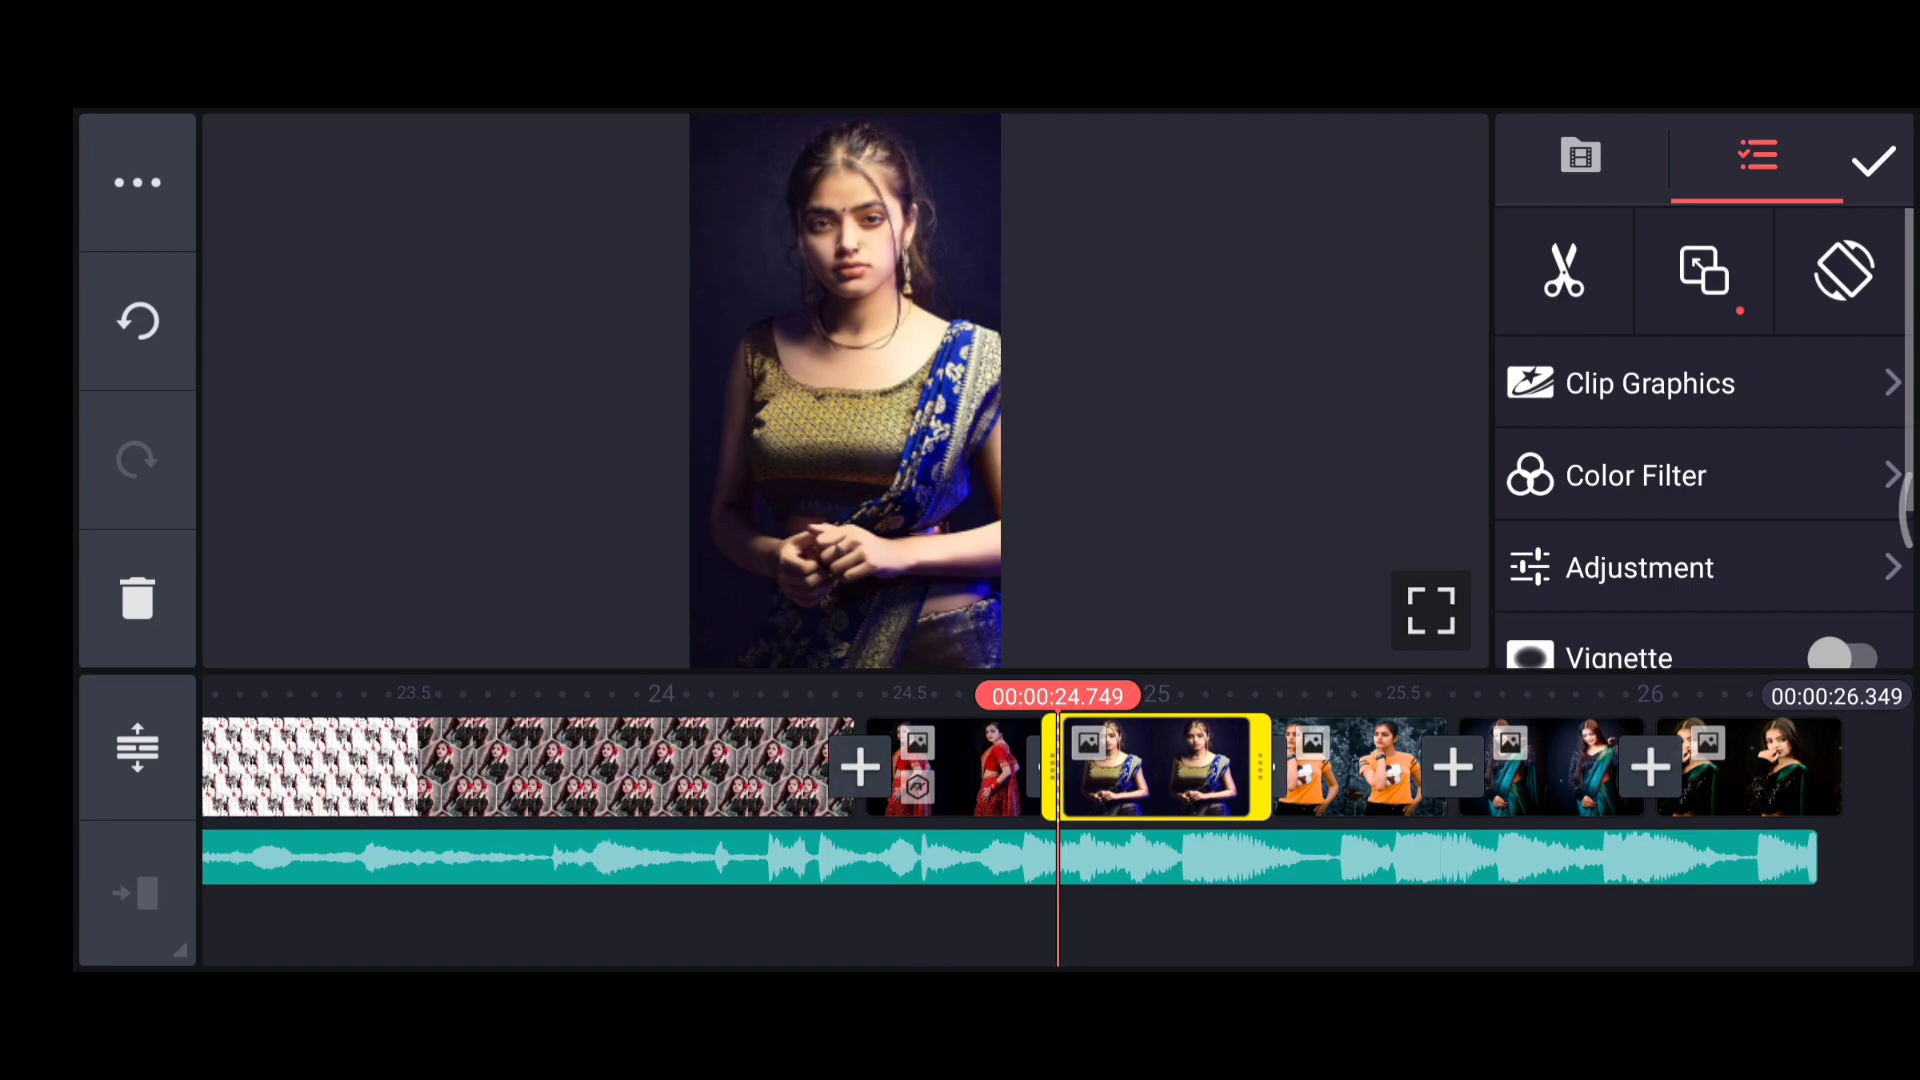 Clip Graphics
Color Filter
Adjustment
Vignette
23.5
24
24.5
00:00:24.749
25
25.5
26
00:00:26.349
FX